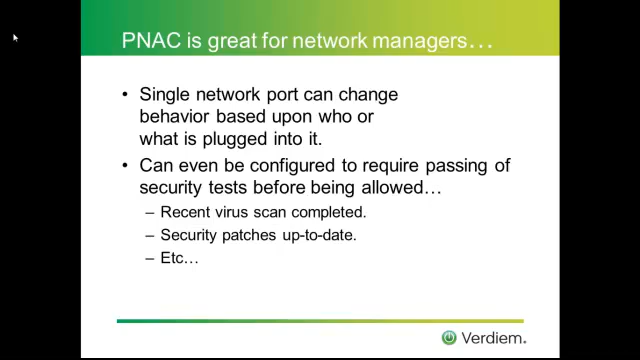 PNAC is great for network managers…
• Single network port can change
behavior based upon who or
what is plugged into it.
• Can even be configured to require passing of
security tests before being allowed…
– Recent virus scan completed.
– Security patches up-to-date.
– Etc…
Verdiem.